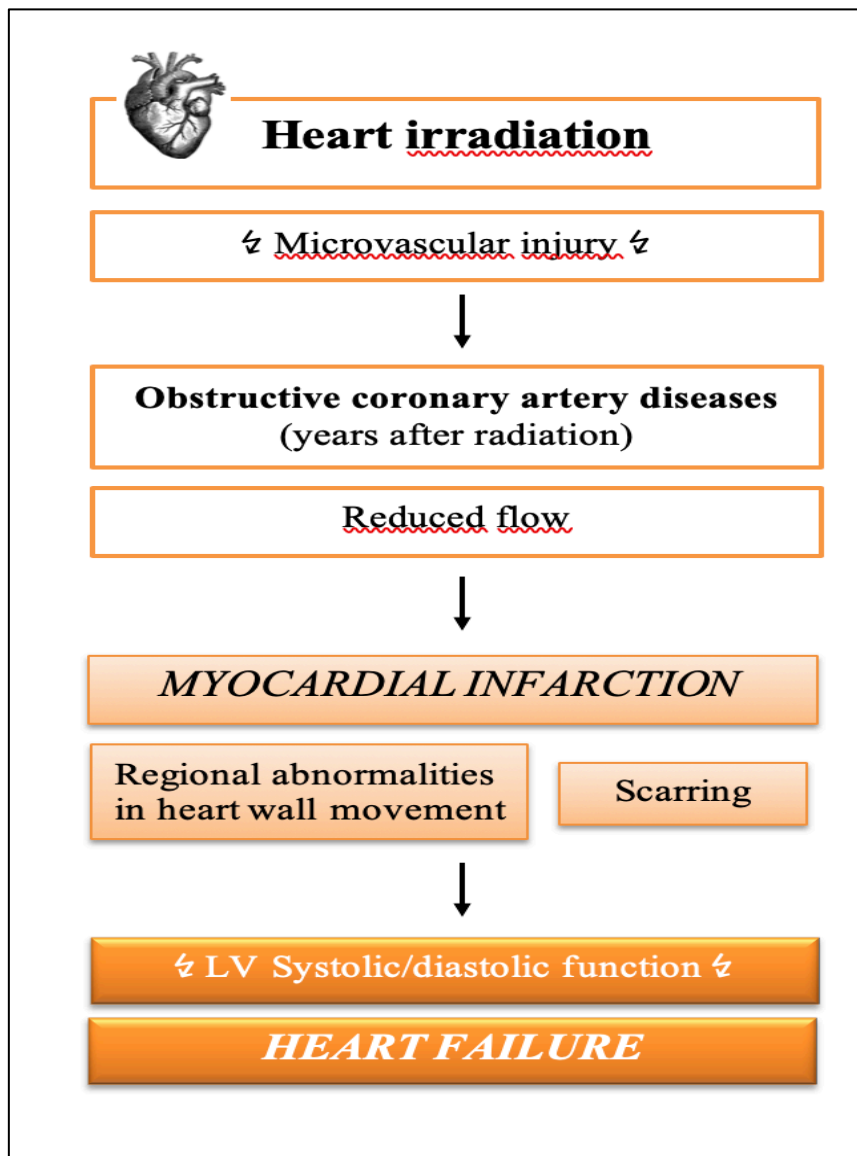 Heart irradiation
↯ Microvascular injury ↯
Obstructive coronary artery diseases
(years after radiation)
Reduced flow
MYOCARDIAL INFARCTION
Regional abnormalities
in heart wall movement
Scarring
↯ LV Systolic/diastolic function ↯
HEART FAILURE